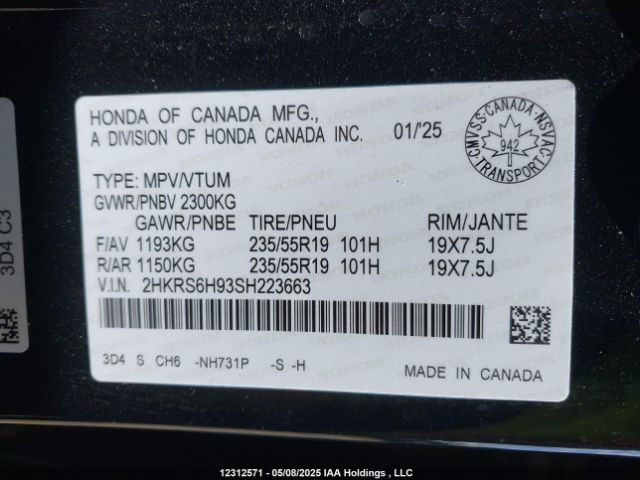 HONDA OF CANADA MFG.,
A DIVISION OF HONDA CANADA INC. 01/'25
CMVSS-CANADA-NSVAC
942
TRANSPORT
TYPE: MPV/VTUM
GVWR/PNBV 2300KG
GAWR/PNBE TIRE/PNEU RIM/JANTE
F/AV 1193KG 235/55R19 101H 19X7.5J
R/AR 1150KG 235/55R19 101H 19X7.5J
V.I.N. 2HKRS6H93SH223663
3D4 S CH6 -NH731P -S -H
MADE IN CANADA
3D4 C3
12312571 - 05/08/2025 IAA Holdings , LLC